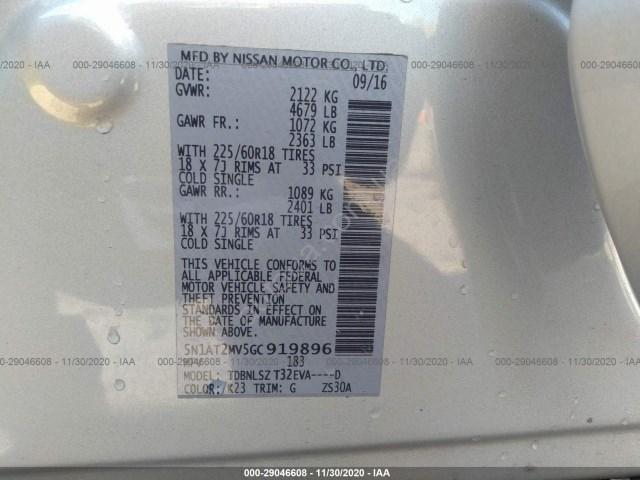 MFD BY NISSAN MOTOR CO., LTD.
DATE: 09/16
GVWR: 2122 KG
4679 LB
GAWR FR.: 1072 KG
2363 LB
WITH 225/60R18 TIRES
18 X 7J RIMS AT 33 PSI
COLD SINGLE
GAWR RR.: 1089 KG
2401 LB
WITH 225/60R18 TIRES
18 X 7J RIMS AT 33 PSI
COLD SINGLE
THIS VEHICLE CONFORMS TO
ALL APPLICABLE FEDERAL
MOTOR VEHICLE SAFETY AND
THEFT PREVENTION
STANDARDS IN EFFECT ON
THE DATE OF MANUFACTURE
SHOWN ABOVE.
5N1AT2MV5GC919896
MPV 183
MODEL: TDBNLSZ T32EVA----D
COLOR:/K23 TRIM: G ZS30A
000-29046608 - 11/30/2020 - IAA